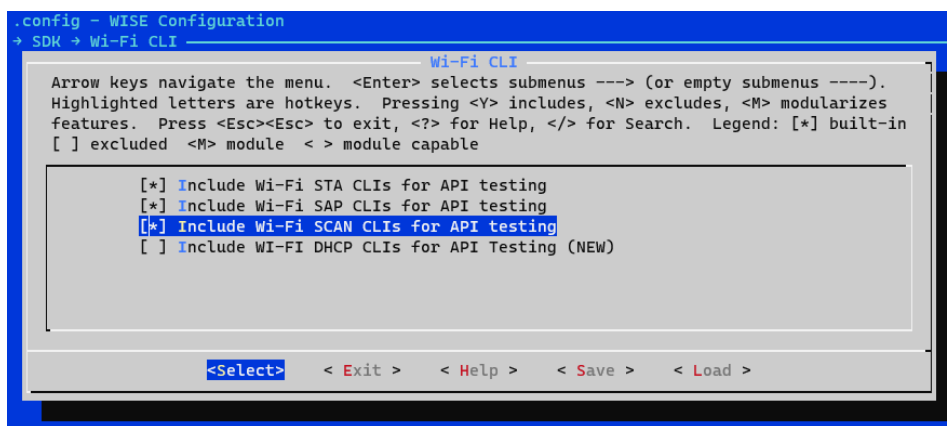 .config - WISE Configuration
→ SDK → Wi-Fi CLI
Wi-Fi CLI
Arrow keys navigate the menu.  <Enter> selects submenus ---> (or empty submenus ----).
Highlighted letters are hotkeys.  Pressing <Y> includes, <N> excludes, <M> modularizes
features.  Press <Esc><Esc> to exit, <?> for Help, </> for Search.  Legend: [*] built-in
[ ] excluded  <M> module  < > module capable
[*] Include Wi-Fi STA CLIs for API testing
[*] Include Wi-Fi SAP CLIs for API testing
[*] Include Wi-Fi SCAN CLIs for API testing
[ ] Include WI-FI DHCP CLIs for API Testing (NEW)
<Select>    < Exit >    < Help >    < Save >    < Load >